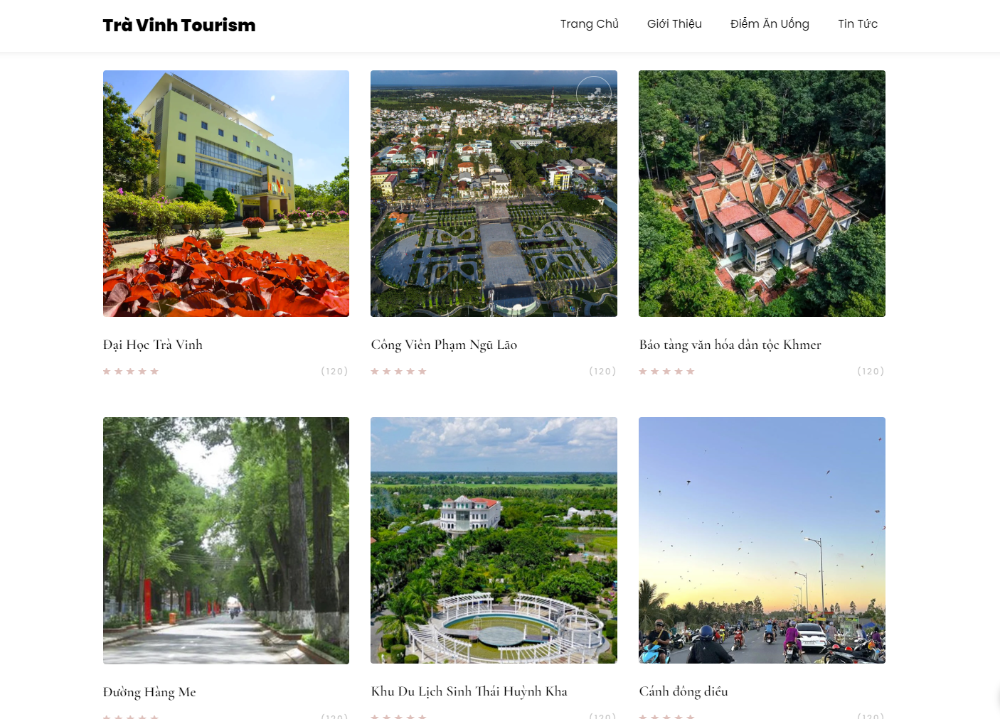 Trà Vinh Tourism
Trang Chủ Giới Thiệu Điểm Ăn Uống Tin Tức
Đại Học Trà Vinh
Công Viên Phạm Ngũ Lão
Bảo tàng văn hóa dân tộc Khmer
(120)
(120)
(120)
Đường Hàng Me
Khu Du Lịch Sinh Thái Huỳnh Kha
Cánh đồng diều
(120)
(120)
(120)